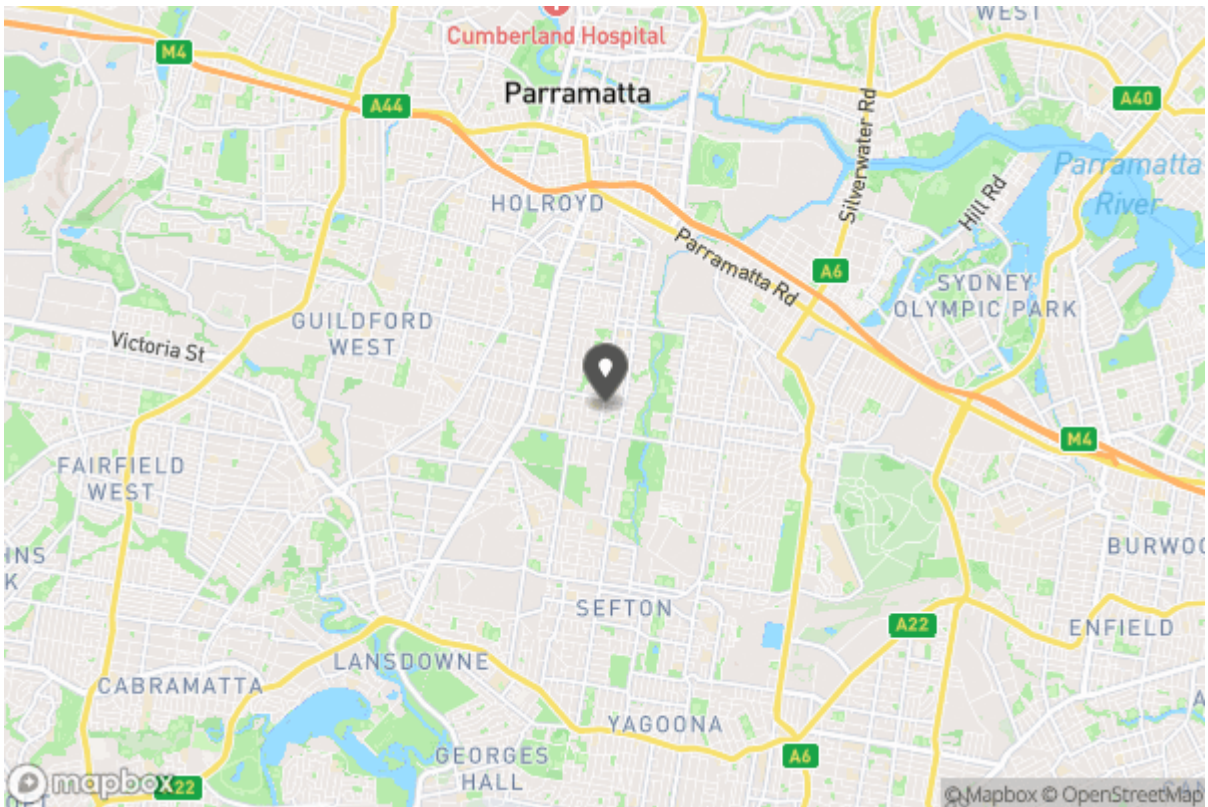 WEST
Cumberland Hospital
M4
Parramatta
A44
A40
Silverwater Rd
Parramatta
River
Hill Rd
HOLROYD
Parramatta Rd
A6
SYDNEY
OLYMPIC PARK
GUILDFORD
WEST
Victoria St
M4
FAIRFIELD
WEST
BURWOO
HNS
K
SEFTON
A22
ENFIELD
LANSDOWNE
CABRAMATTA
YAGOONA
GEORGES
HALL
A6
mapbox
A22
© Mapbox © OpenStreetMap